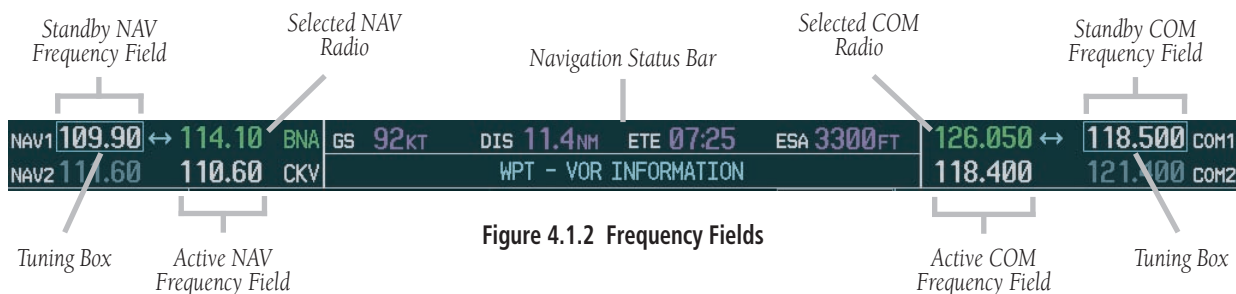 Standby NAV
Frequency Field
Selected NAV
Radio
Navigation Status Bar
Selected COM
Radio
Standby COM
Frequency Field
NAV1 109.90 ↔ 114.10 BNA GS 92KT DIS 11.4NM ETE 07:25 ESA 3300FT 126.050 ↔ 118.500 COM1
NAV2 110.60 CKV WPT - VOR INFORMATION 118.400 COM2
Tuning Box
Active NAV
Frequency Field
Figure 4.1.2 Frequency Fields
Active COM
Frequency Field
Tuning Box